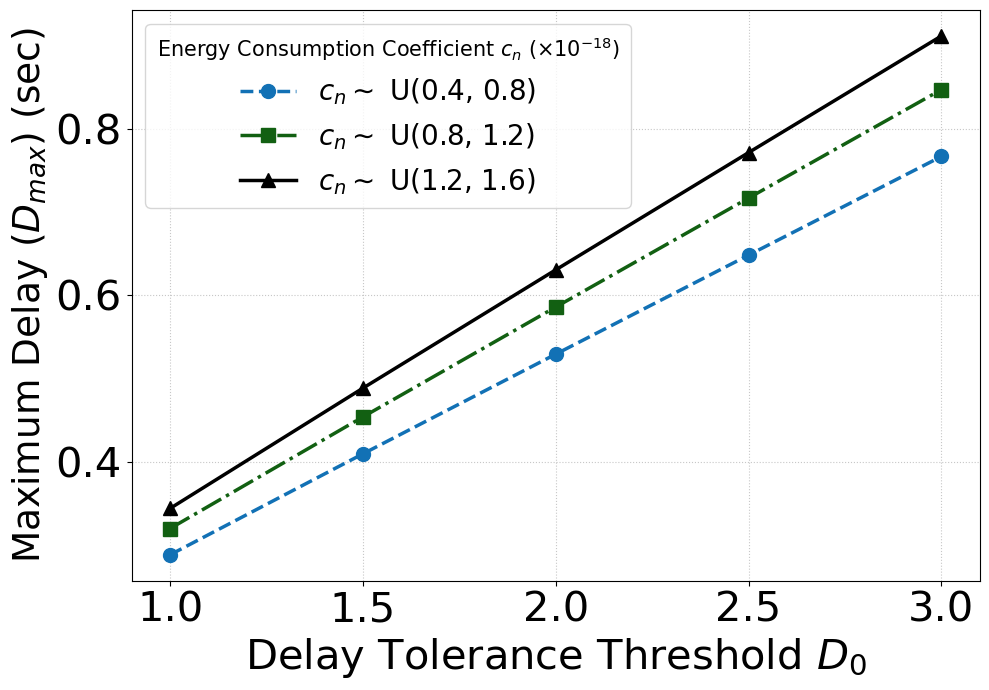 Energy Consumption Coefficient cₙ (×10⁻¹⁸)
cₙ ∼ U(0.4, 0.8)
cₙ ∼ U(0.8, 1.2)
cₙ ∼ U(1.2, 1.6)
Maximum Delay (D_{max}) (sec)
0.8
0.6
0.4
1.0 1.5 2.0 2.5 3.0
Delay Tolerance Threshold D₀